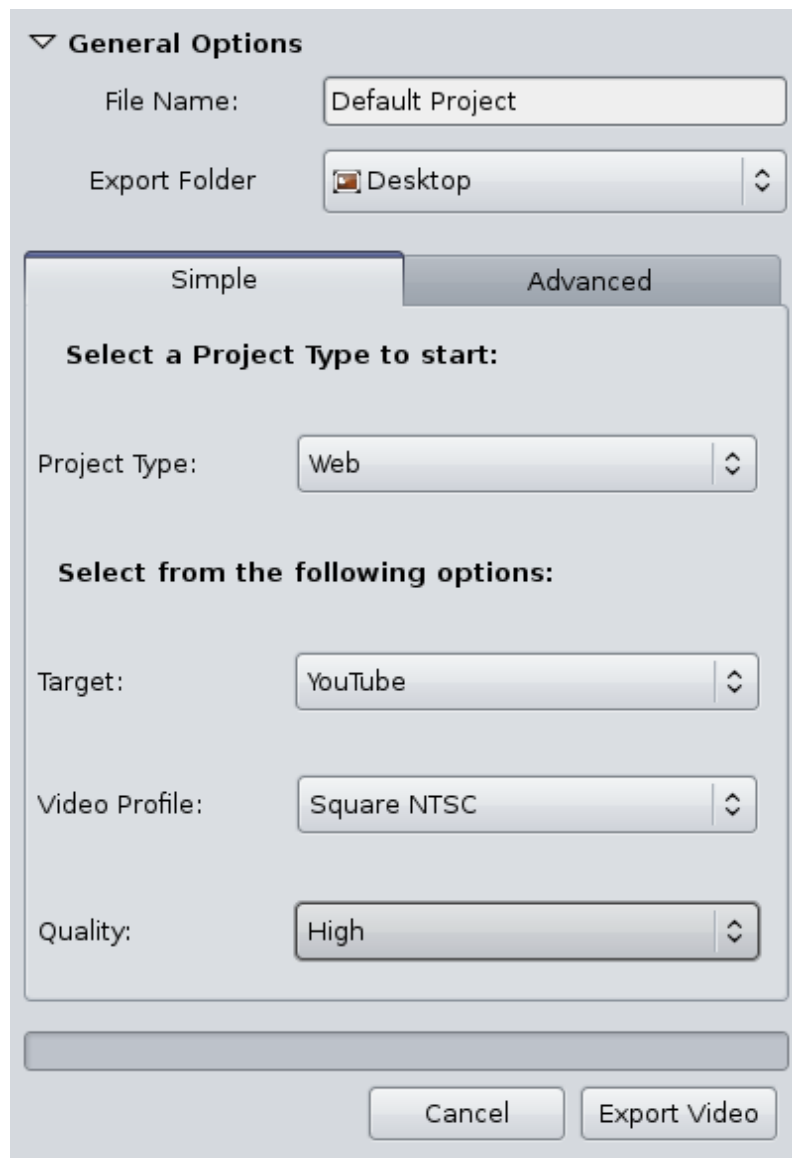 General Options
File Name: Default Project
Export Folder Desktop
Simple Advanced
Select a Project Type to start:
Project Type: Web
Select from the following options:
Target: YouTube
Video Profile: Square NTSC
Quality: High
Cancel Export Video